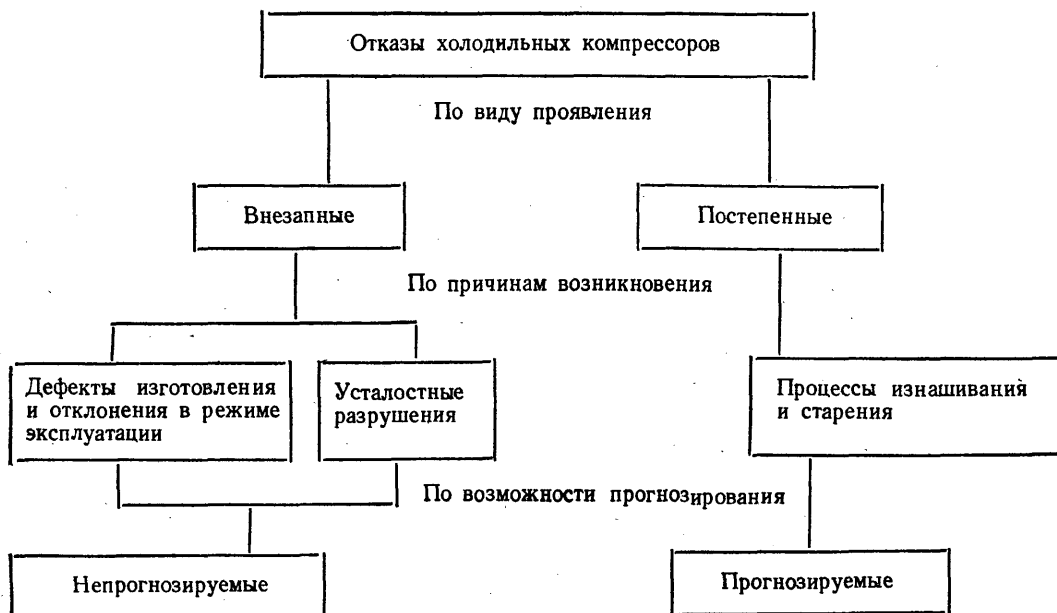 Отказы холодильных компрессоров
По виду проявления
Внезапные
Постепенные
По причинам возникновения
Дефекты изготовления
и отклонения в режиме
эксплуатации
Усталостные
разрушения
Процессы изнашивания
и старения
По возможности прогнозирования
Непрогнозируемые
Прогнозируемые